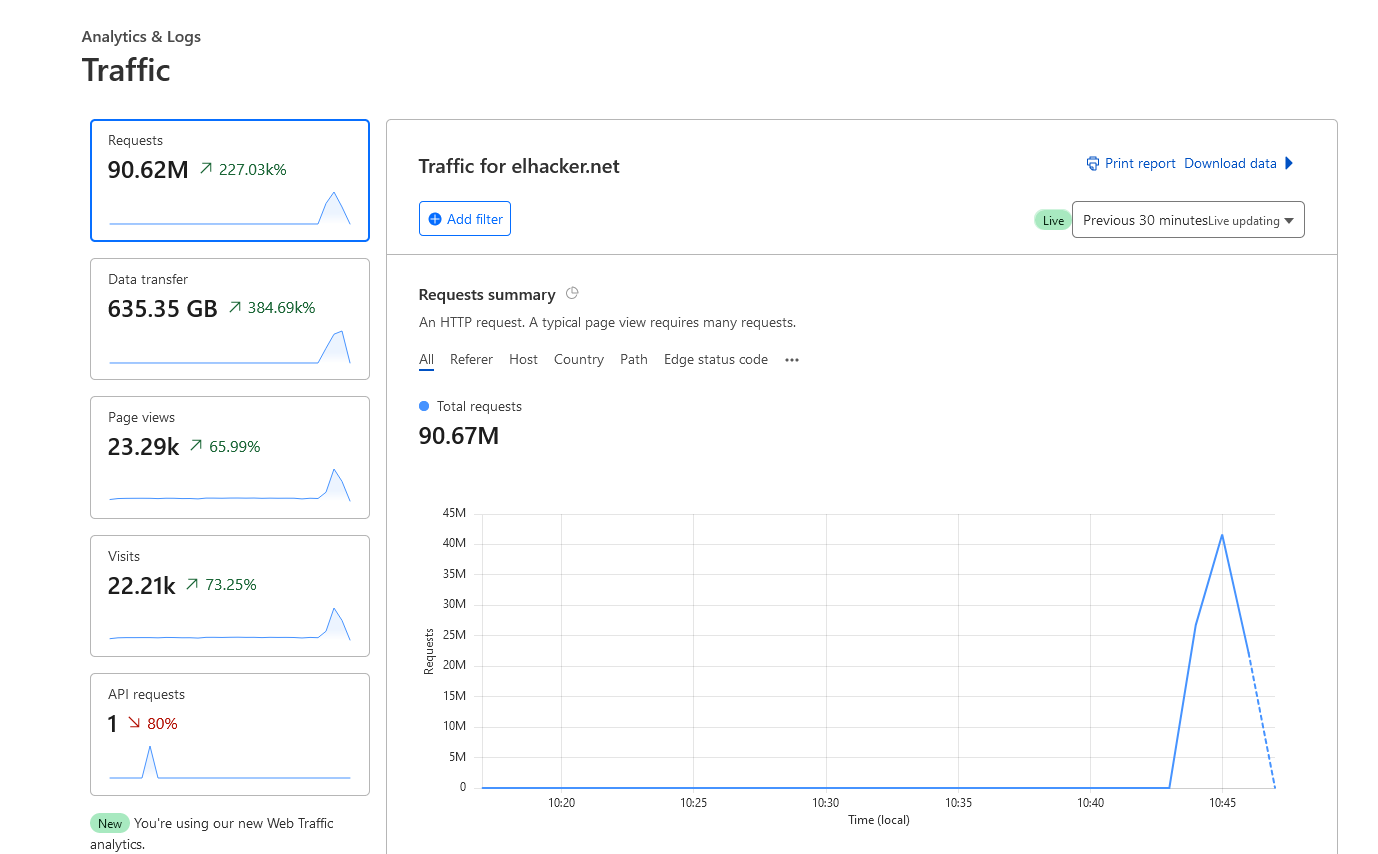 Analytics & Logs
Traffic
Requests
90.62M 227.03k%
Data transfer
635.35 GB 384.69k%
Page views
23.29k 65.99%
Visits
22.21k 73.25%
API requests
1 80%
New You're using our new Web Traffic
analytics.
Traffic for elhacker.net
Print report Download data
Add filter
Live Previous 30 minutes Live updating
Requests summary
An HTTP request. A typical page view requires many requests.
All Referer Host Country Path Edge status code •••
Total requests
90.67M
45M
40M
35M
30M
25M
20M
15M
10M
5M
0
Requests
10:20 10:25 10:30 10:35 10:40 10:45
Time (local)